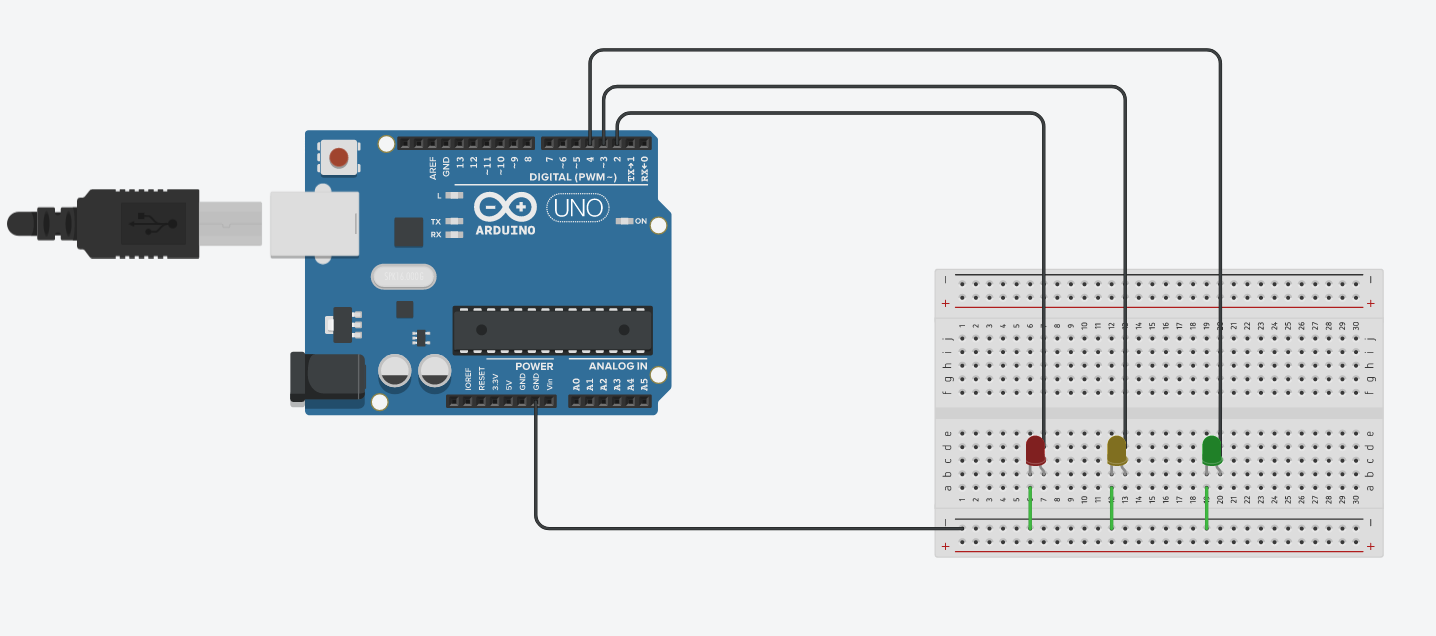 AREF
GND
13
12
~11
~10
~9
8
7
~6
~5
4
~3
2
TX→1
RX←0
DIGITAL (PWM~)
L
TX
RX
ARDUINO
UNO
ON
POWER
ANALOG IN
IOREF
RESET
3.3V
5V
GND
GND
Vin
A0
A1
A2
A3
A4
A5
− −
+ +
1 2 3 4 5 6 7 8 9 10 11 12 13 14 15 16 17 18 19 20 21 22 23 24 25 26 27 28 29 30
j j
i i
h h
g g
f f
e e
d d
c c
b b
a a
1 2 3 4 5 6 7 8 9 10 11 12 13 14 15 16 17 18 19 20 21 22 23 24 25 26 27 28 29 30
− −
+ +